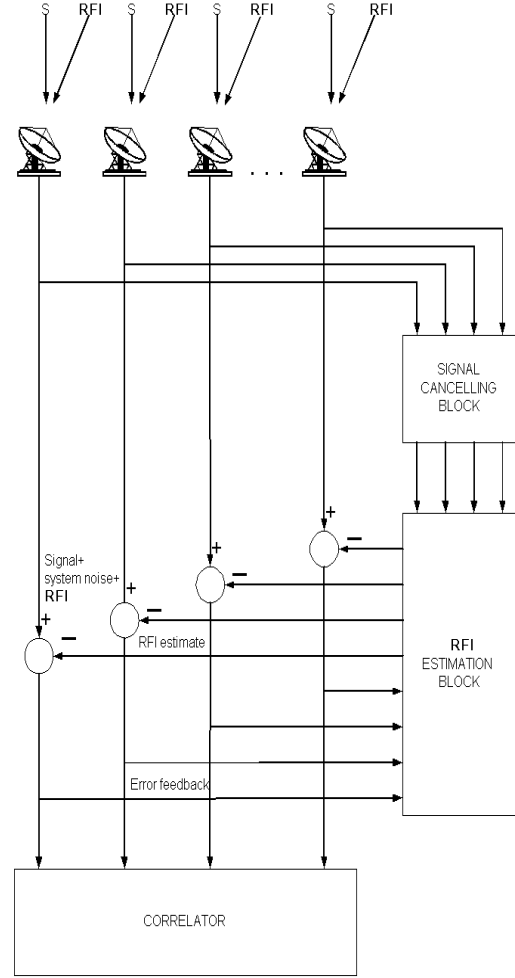 S RFI S RFI S RFI S RFI
. . .
SIGNAL
CANCELLING
BLOCK
+ −
+ −
Signal+
system noise+
RFI
+ −
RFI estimate
+ −
RFI
ESTIMATION
BLOCK
Error feedback
CORRELATOR